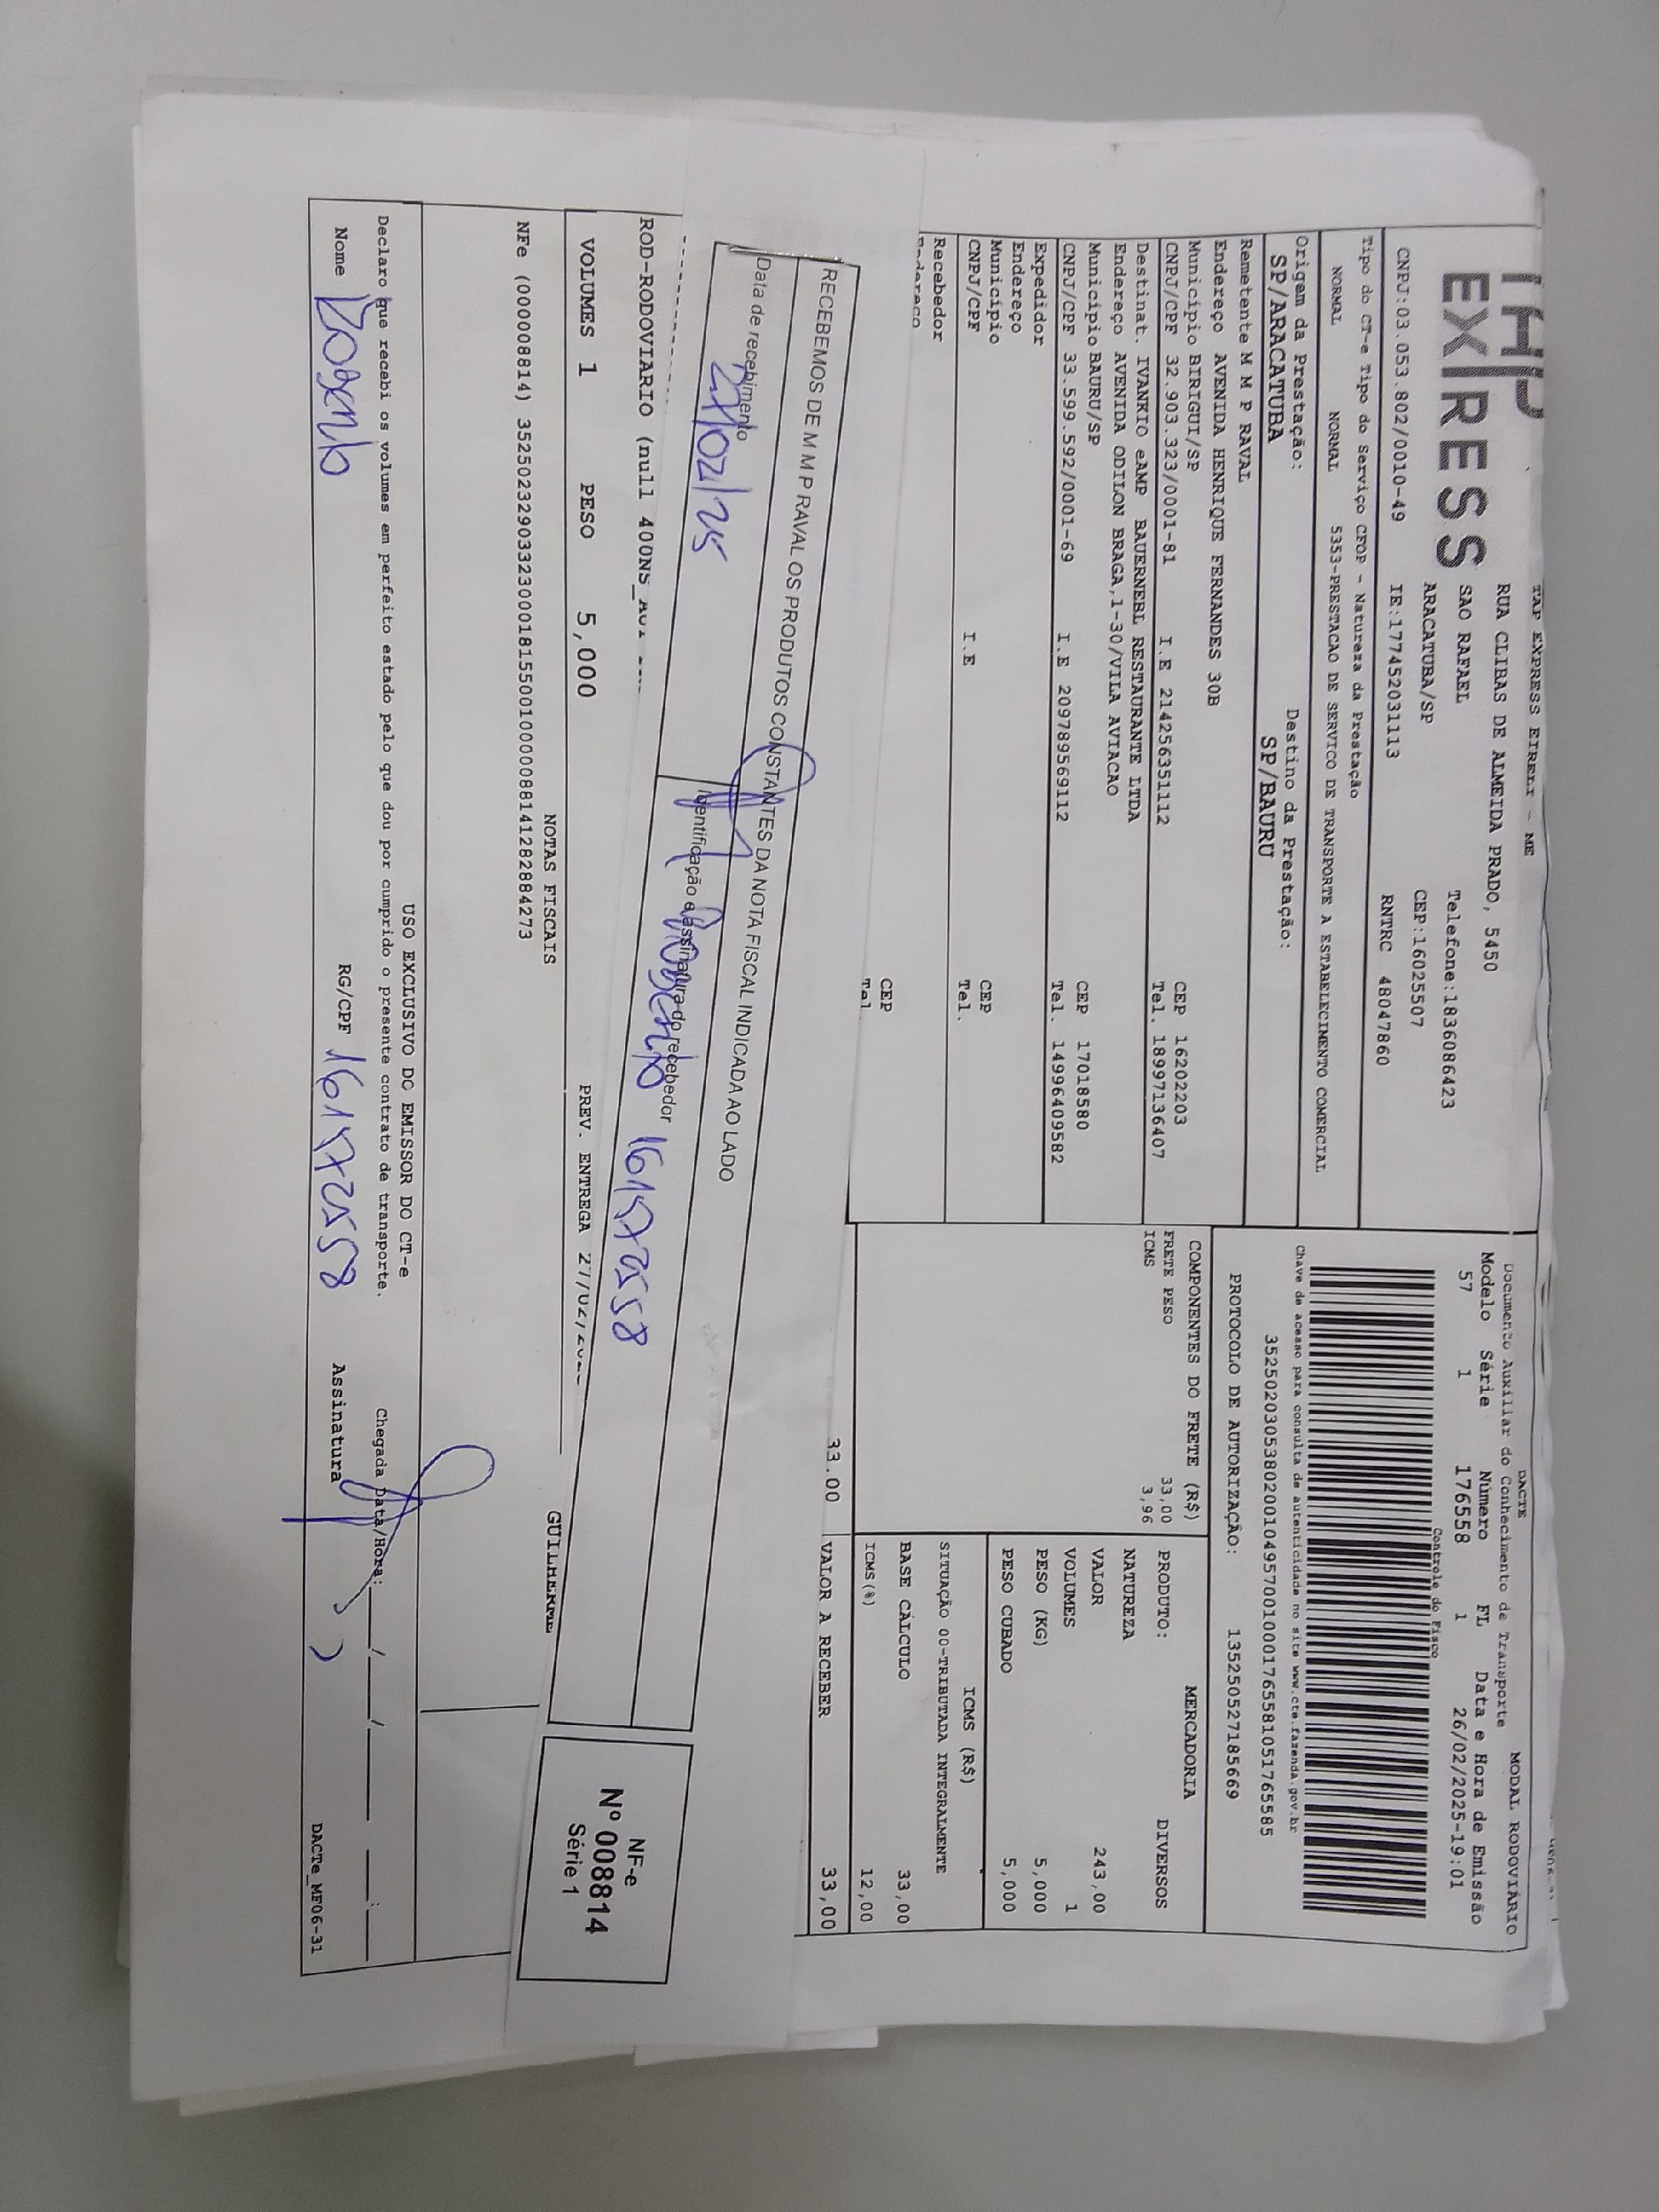 TAP EXPRESS EIRELI - ME
EXPRESS
RUA CLIBAS DE ALMEIDA PRADO, 5450
SAO RAFAEL Telefone:1836086423
ARACATUBA/SP CEP:16025507
CNPJ:03.053.802/0010-49 IE:177452031113 RNTRC 48047860
DACTE MODAL RODOVIÁRIO
Documento Auxiliar do Conhecimento de Transporte
Modelo Série Número FL Data e Hora de Emissão
57 1 176558 1 26/02/2025-19:01
Controle do Fisco
Chave de acesso para consulta de autenticidade no site www.cte.fazenda.gov.br
35250203053802001049570010001765581051765585
PROTOCOLO DE AUTORIZAÇÃO: 135250527185669
Tipo do CT-e Tipo do Serviço CFOP - Natureza da Prestação
NORMAL NORMAL 5353-PRESTACAO DE SERVICO DE TRANSPORTE A ESTABELECIMENTO COMERCIAL
Origem da Prestação: Destino da Prestação:
SP/ARACATUBA SP/BAURU
Remetente M M P RAVAL
Endereço AVENIDA HENRIQUE FERNANDES 30B
Município BIRIGUI/SP CEP 16202203
CNPJ/CPF 32.903.323/0001-81 I.E 214256351112 Tel. 18997136407
Destinat. IVANKIO eAMP BAUERNEBL RESTAURANTE LTDA
Endereço AVENIDA ODILON BRAGA,1-30/VILA AVIACAO
Município BAURU/SP CEP 17018580
CNPJ/CPF 33.599.592/0001-69 I.E 209789569112 Tel. 14996409582
Expedidor
Endereço
Município CEP
CNPJ/CPF I.E Tel.
Recebedor
Endereço
CEP
Tel
COMPONENTES DO FRETE (R$)
FRETE PESO 33,00
ICMS 3,96
33.00
MERCADORIA
PRODUTO: DIVERSOS
NATUREZA
VALOR 243,00
VOLUMES 1
PESO (KG) 5,000
PESO CUBADO 5,000
ICMS (R$)
SITUAÇÃO 00-TRIBUTADA INTEGRALMENTE
BASE CÁLCULO 33,00
ICMS(%) 12,00
VALOR A RECEBER 33,00
RECEBEMOS DE M M P RAVAL OS PRODUTOS CONSTANTES DA NOTA FISCAL INDICADA AO LADO
Data de recebimento Identificação e assinatura do recebedor
27/02/25
NF-e
Nº 008814
Série 1
ROD-RODOVIARIO (null 400NS_
VOLUMES 1 PESO 5,000 PREV. ENTREGA 27/02/
NOTAS FISCAIS GUILHERME
NFe (000008814) 35250232903323000181550010000088141282884273
USO EXCLUSIVO DO EMISSOR DO CT-e
Declaro que recebi os volumes em perfeito estado pelo que dou por cumprido o presente contrato de transporte. Chegada Data/Hora: / / :
Nome RG/CPF Assinatura
DACTe_MF06-31